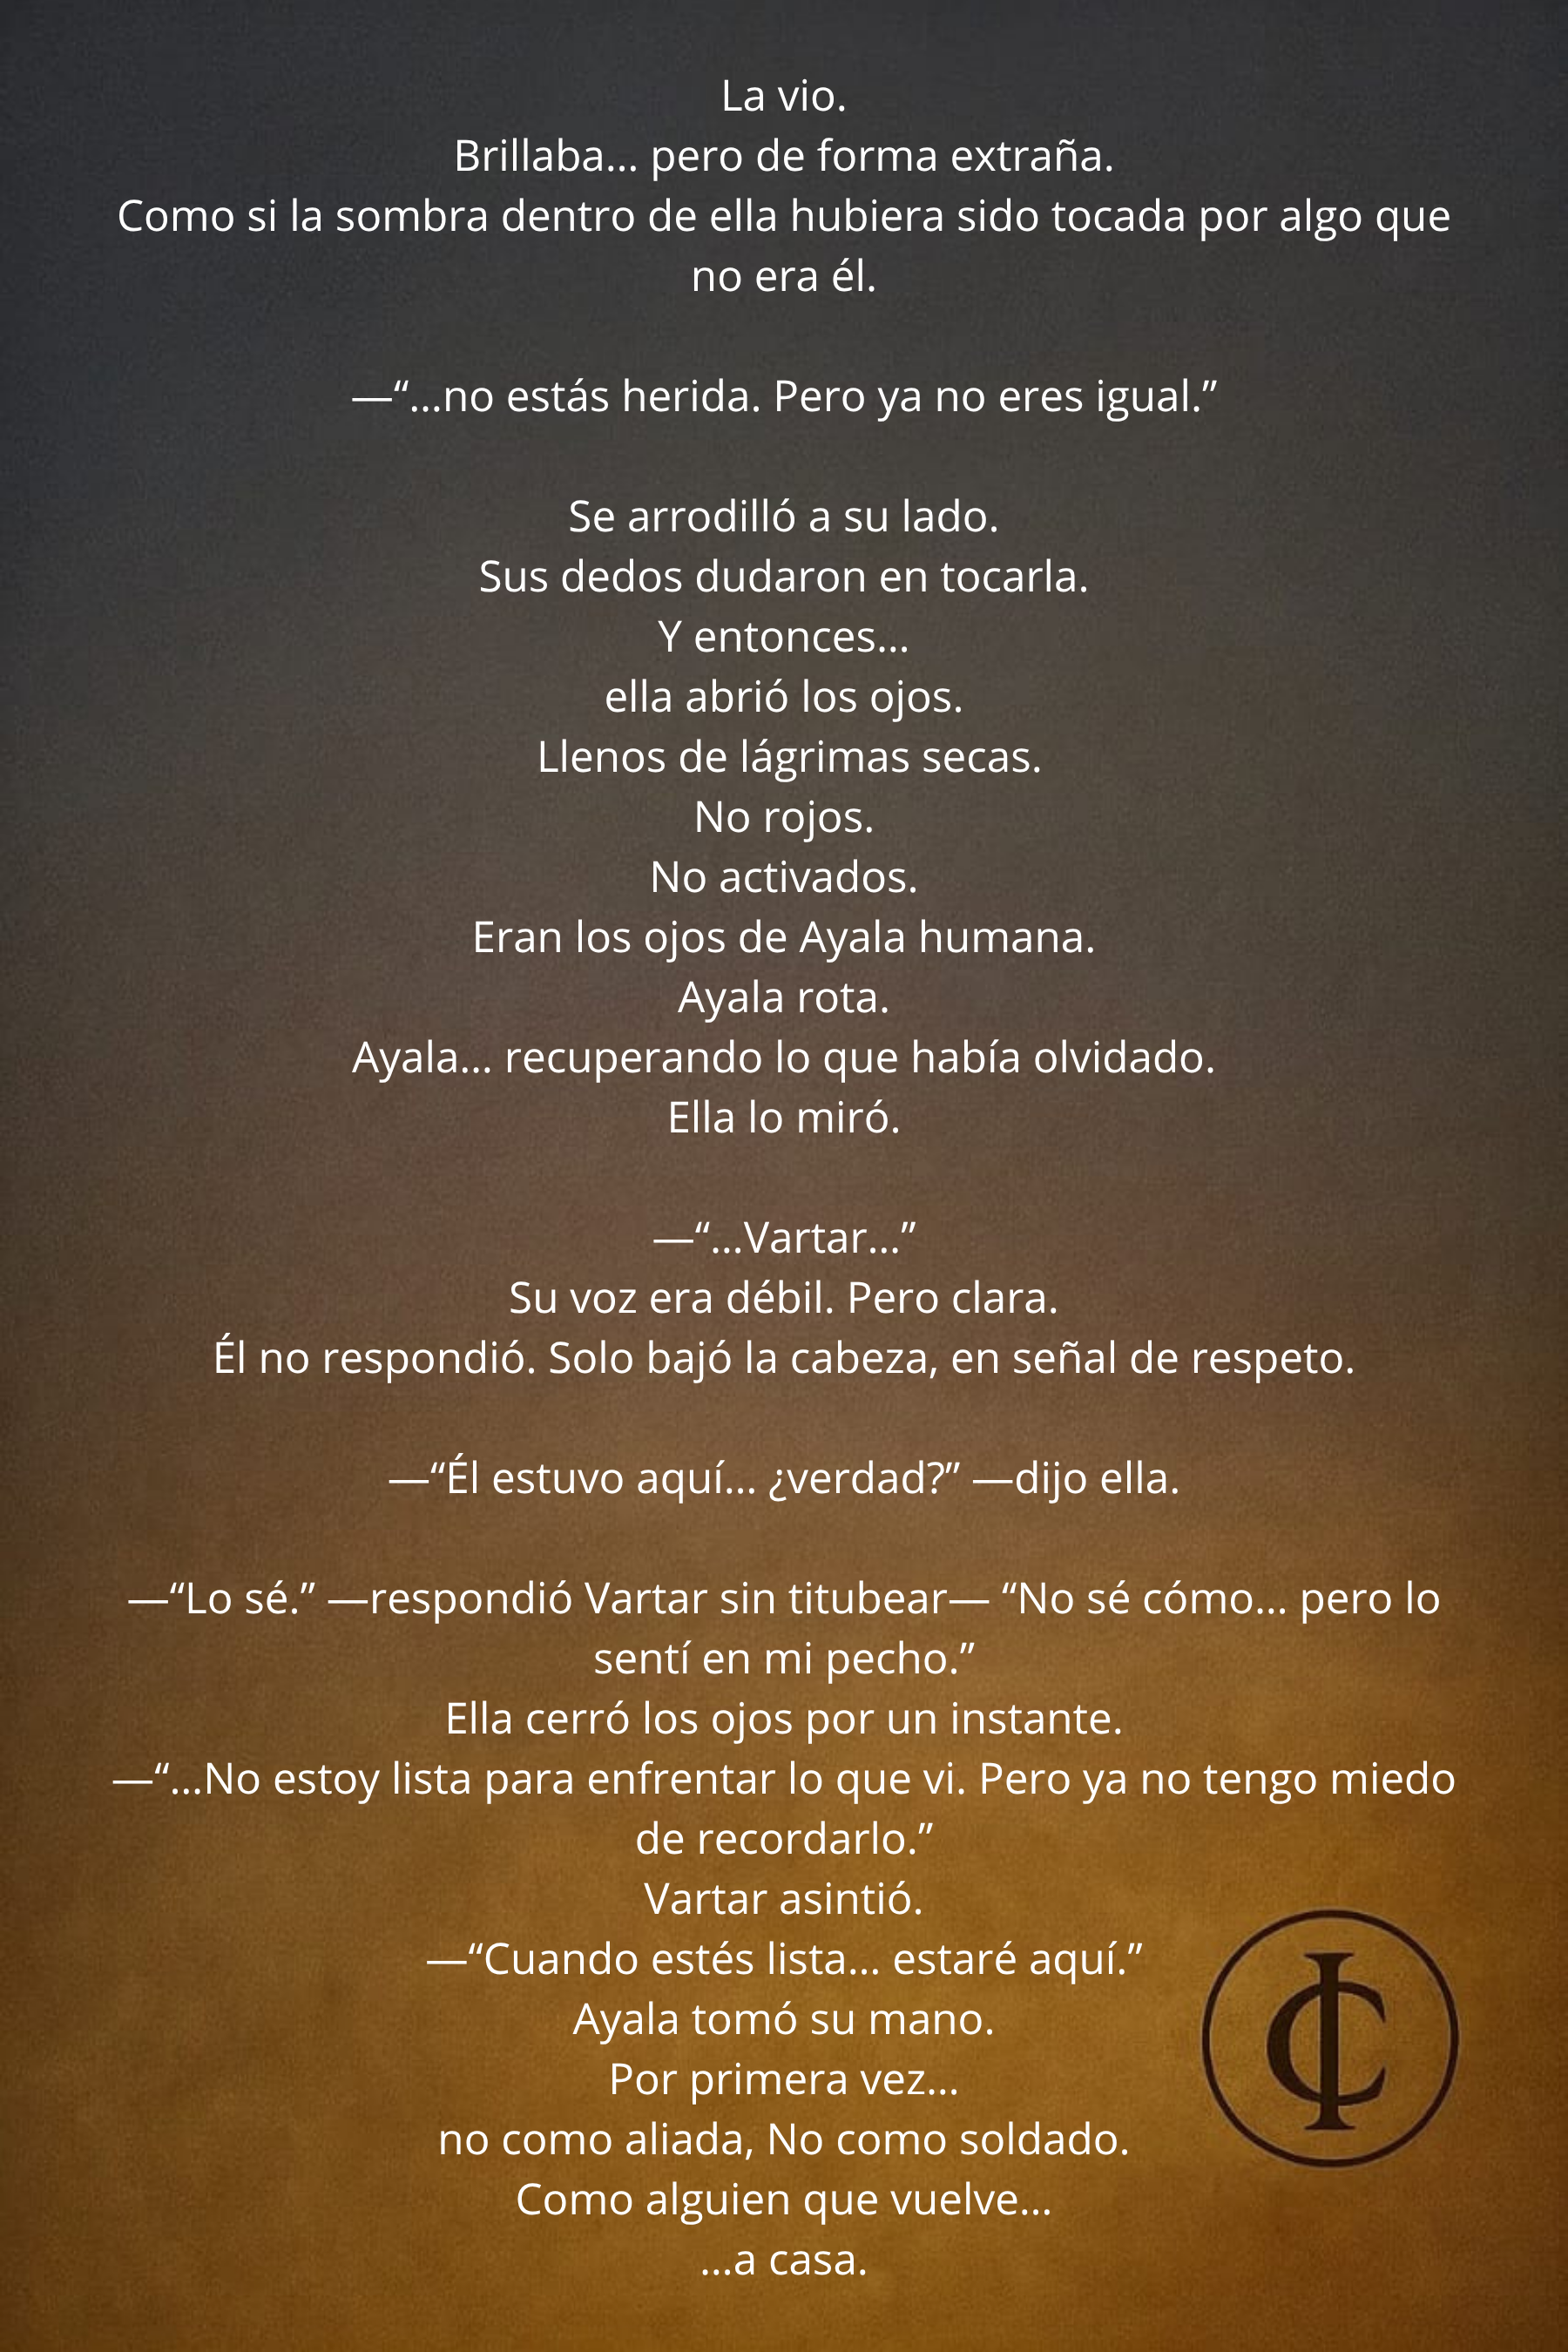 La vio.
Brillaba... pero de forma extraña.
Como si la sombra dentro de ella hubiera sido tocada por algo que
no era él.
—“...no estás herida. Pero ya no eres igual.”
Se arrodilló a su lado.
Sus dedos dudaron en tocarla.
Y entonces...
ella abrió los ojos.
Llenos de lágrimas secas.
No rojos.
No activados.
Eran los ojos de Ayala humana.
Ayala rota.
Ayala... recuperando lo que había olvidado.
Ella lo miró.
—“...Vartar...”
Su voz era débil. Pero clara.
Él no respondió. Solo bajó la cabeza, en señal de respeto.
—“Él estuvo aquí... ¿verdad?” —dijo ella.
—“Lo sé.” —respondió Vartar sin titubear— “No sé cómo... pero lo
sentí en mi pecho.”
Ella cerró los ojos por un instante.
—“...No estoy lista para enfrentar lo que vi. Pero ya no tengo miedo
de recordarlo.”
Vartar asintió.
—“Cuando estés lista... estaré aquí.”
Ayala tomó su mano.
Por primera vez...
no como aliada, No como soldado.
Como alguien que vuelve...
...a casa.